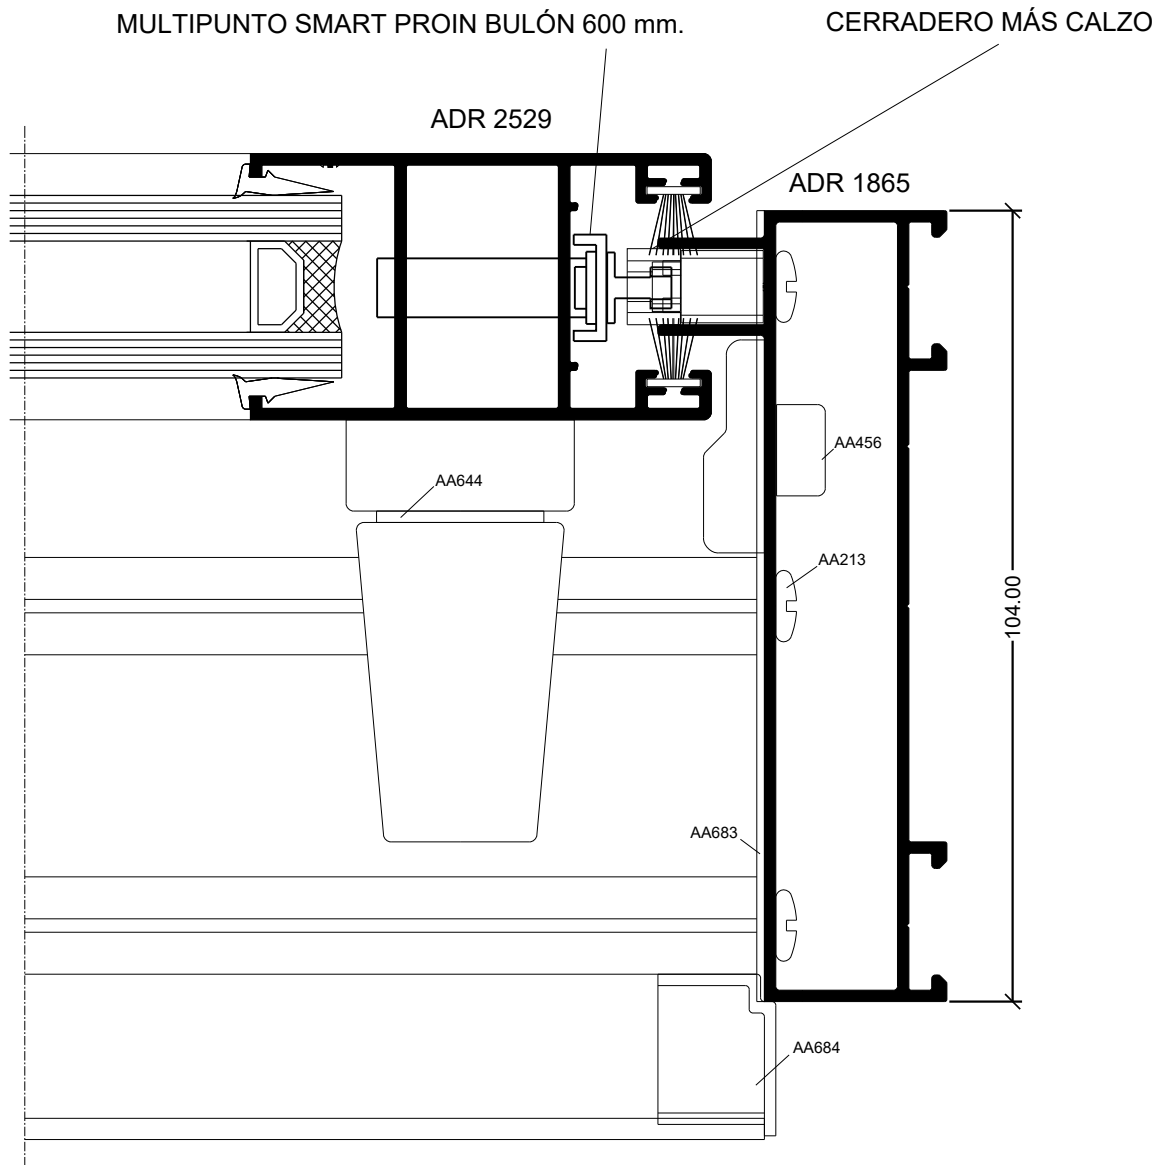 MULTIPUNTO SMART PROIN BULÓN 600 mm.
CERRADERO MÁS CALZO
ADR 2529
ADR 1865
AA456
AA644
AA213
104.00
AA683
AA684